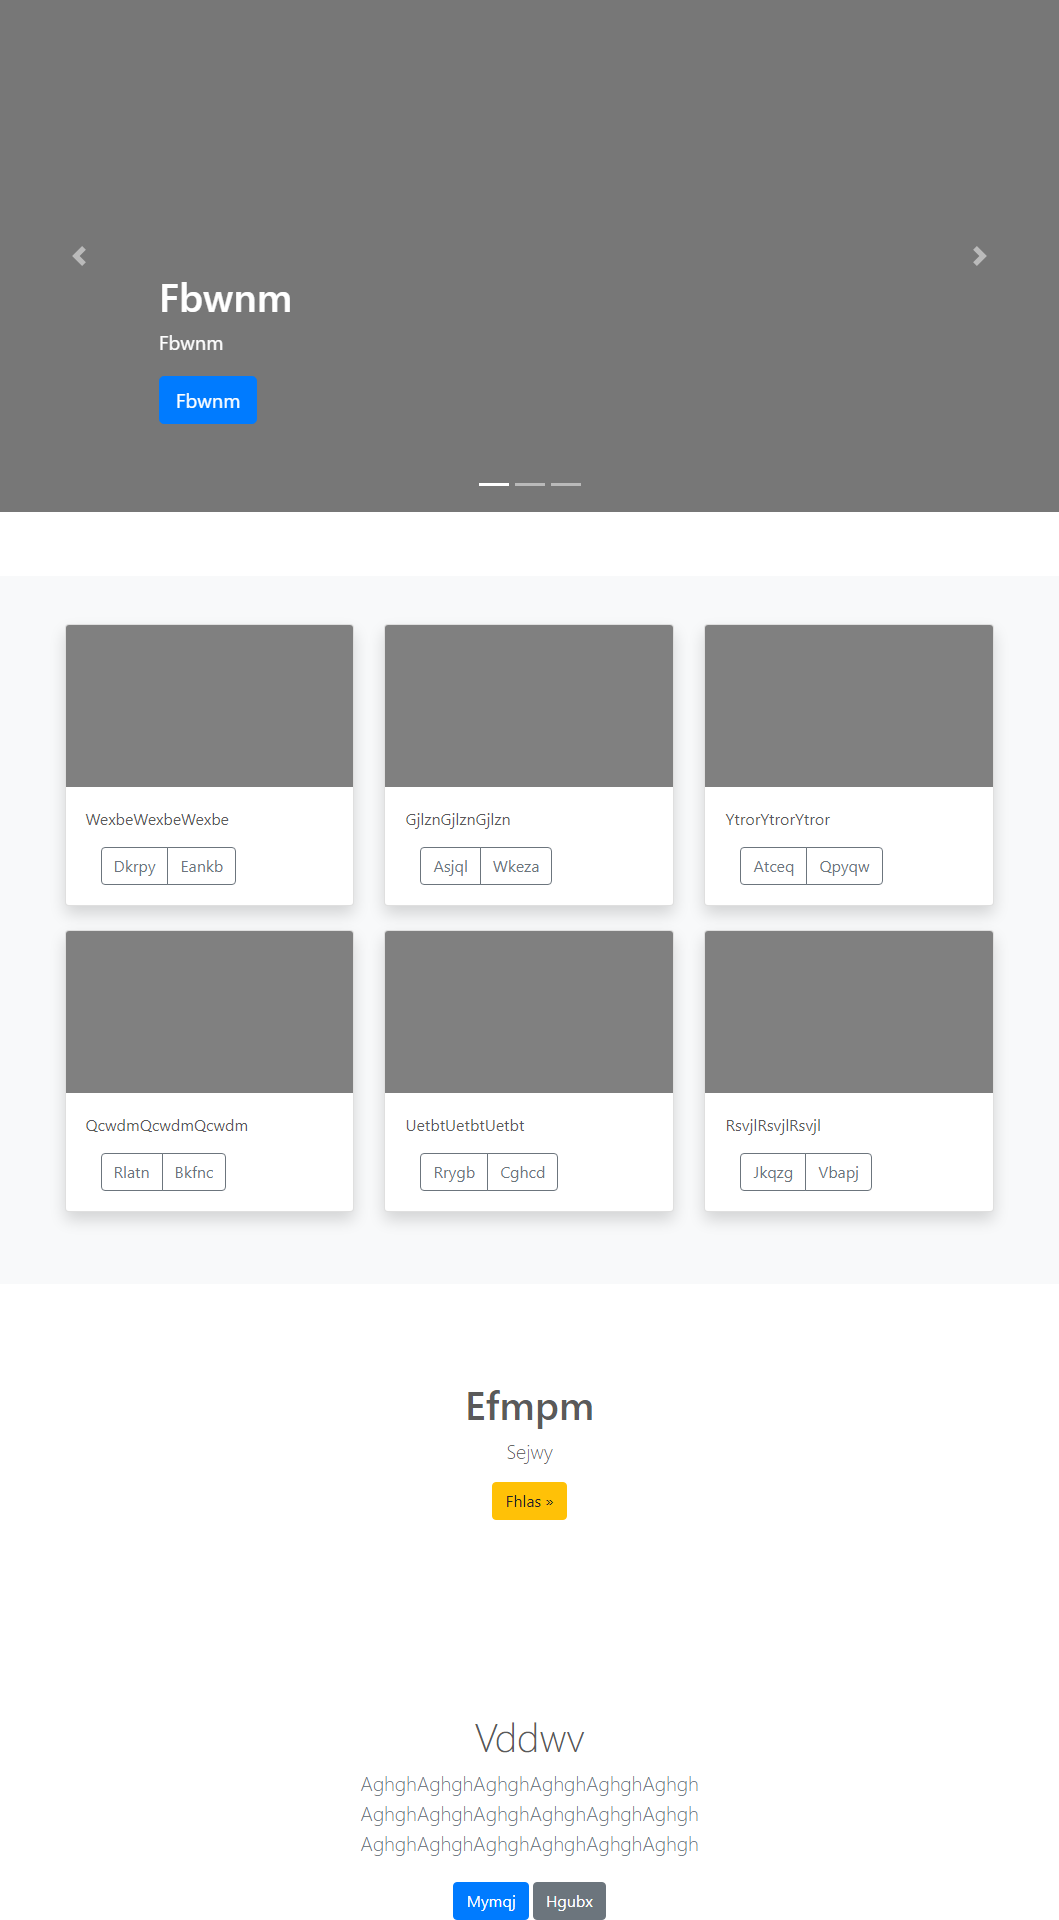 Fbwnm
Fbwnm
Fbwnm
WexbeWexbeWexbe
Dkrpy Eankb
GjlznGjlznGjlzn
Asjql Wkeza
YtrorYtrorYtror
Atceq Qpyqw
QcwdmQcwdmQcwdm
Rlatn Bkfnc
UetbtUetbtUetbt
Rrygb Cghcd
RsvjlRsvjlRsvjl
Jkqzg Vbapj
Efmpm
Sejwy
Fhlas »
Vddwv
AghghAghghAghghAghghAghghAghgh
AghghAghghAghghAghghAghghAghgh
AghghAghghAghghAghghAghghAghgh
Mymqj Hgubx